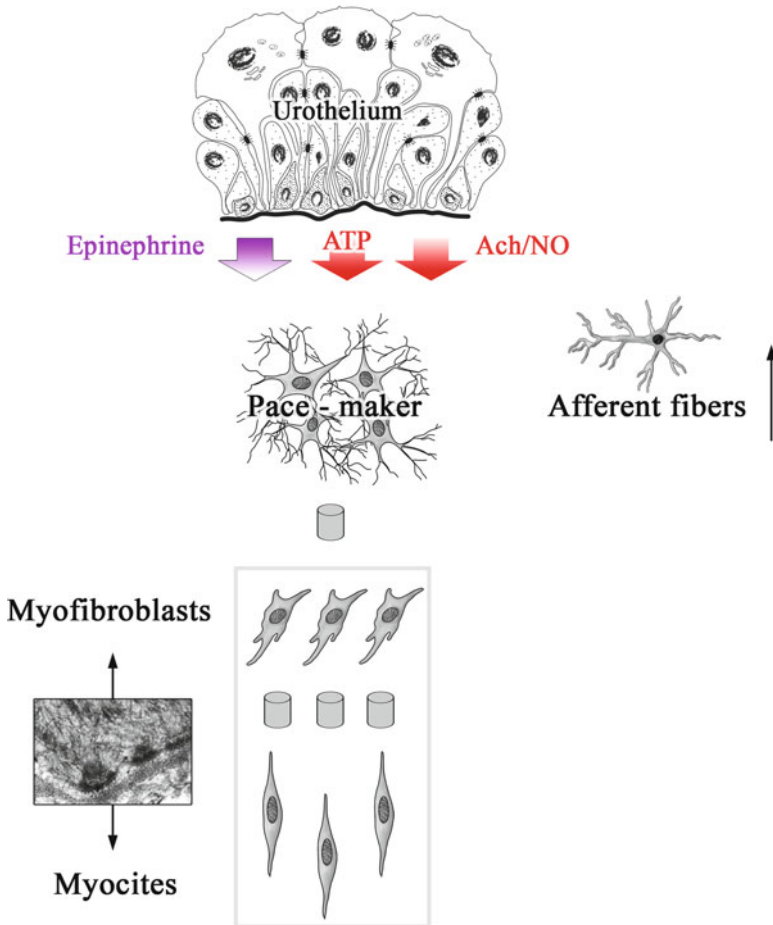 Urothelium
Epinephrine
ATP
Ach/NO
Pace - maker
Afferent fibers
Myofibroblasts
Myocites